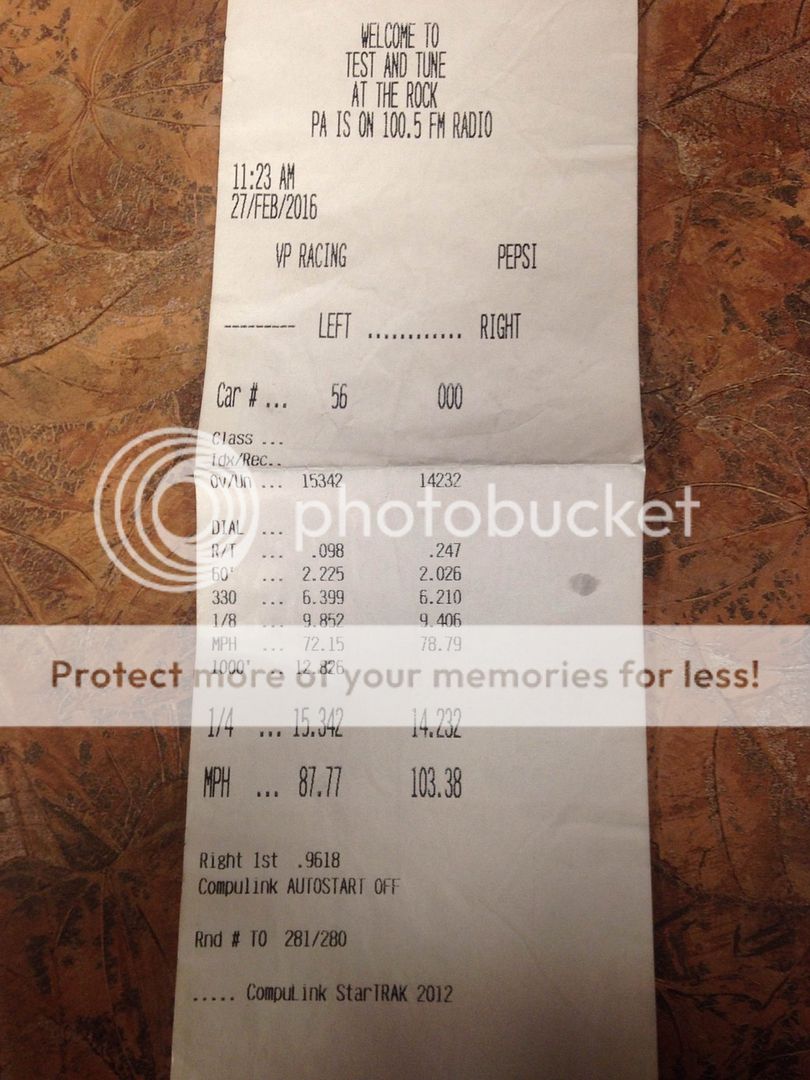 WELCOME TO
TEST AND TUNE
AT THE ROCK
PA IS ON 100.5 FM RADIO
11:23 AM
27/FEB/2016
VP RACING PEPSI
--------- LEFT ............ RIGHT
Car # ... 56 000
Class ...
Idx/Rec..
Ov/Un ... 15342 14232
photobucket
DIAL ...
R/T ... .098 .247
60' ... 2.225 2.026
330 ... 6.399 6.210
1/8 ... 9.852 9.406
MPH ... 72.15 78.79
Protect more of your memories for less!
1000' .. 12.826
1/4 ... 15.342 14.232
MPH ... 87.77 103.38
Right 1st .9618
Compulink AUTOSTART OFF
Rnd # TO 281/280
..... CompuLink StarTRAK 2012